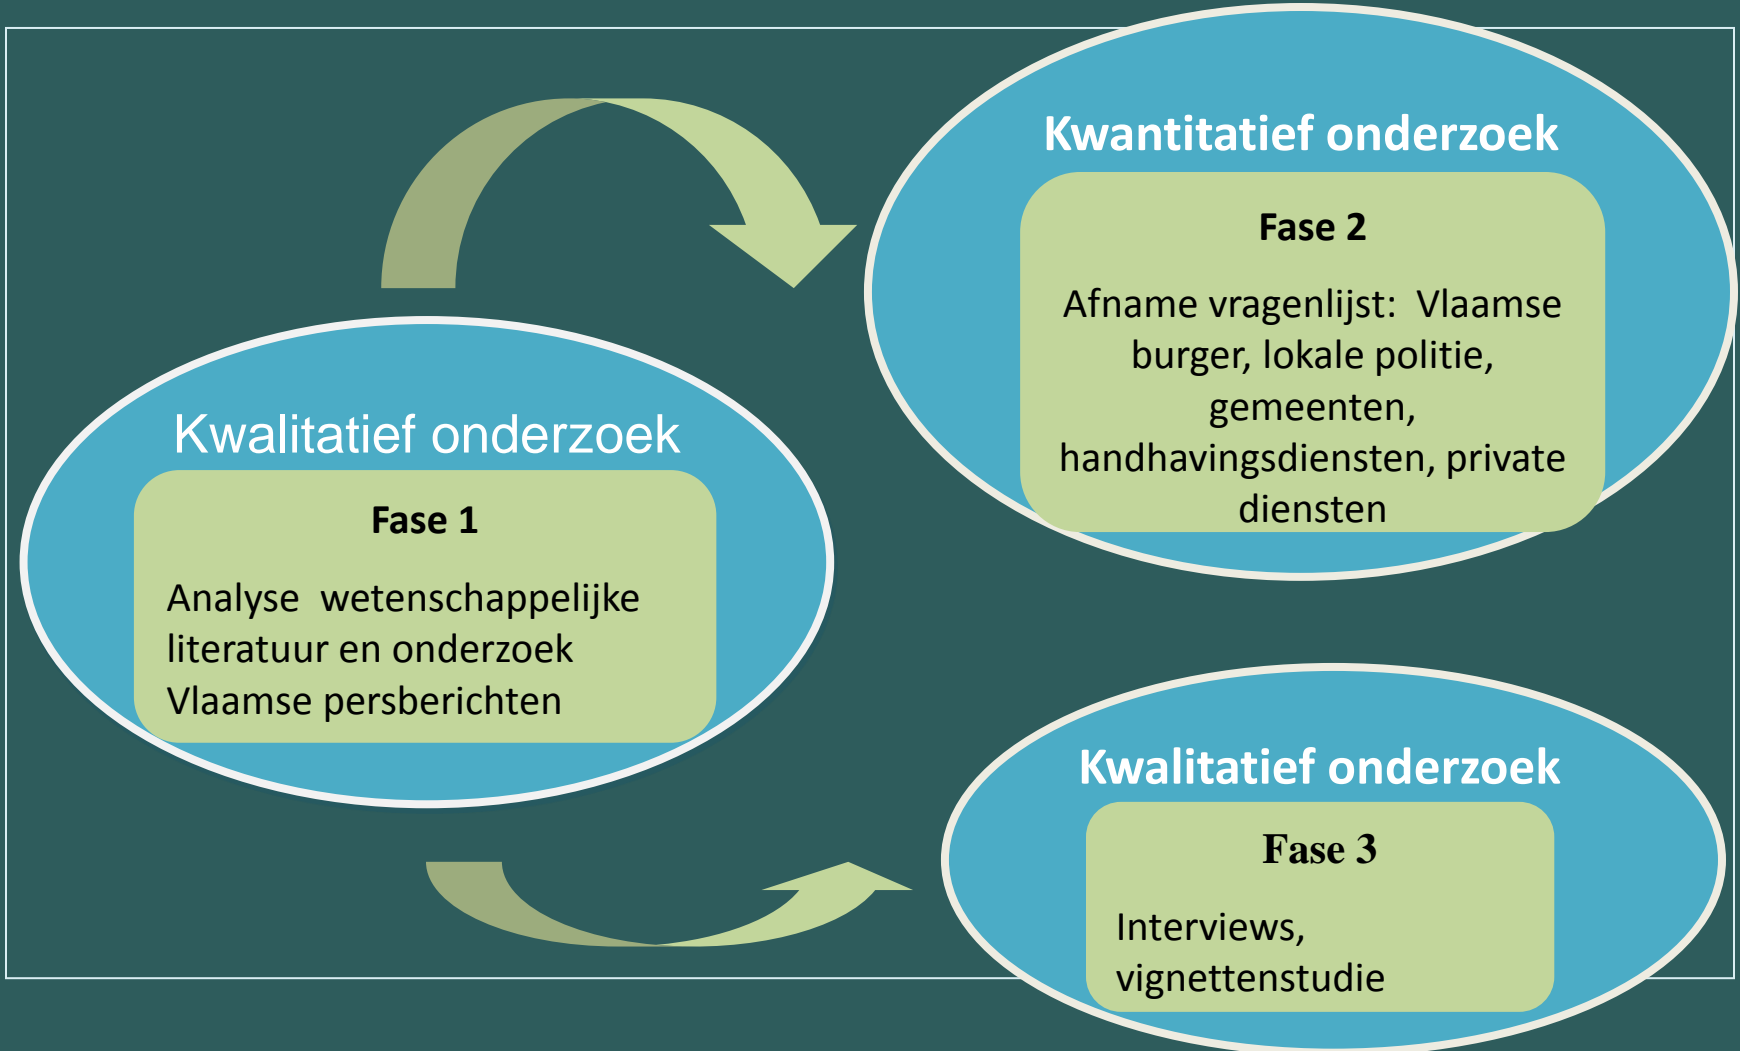 Kwalitatief onderzoek
Fase 1
Analyse  wetenschappelijke
literatuur en onderzoek
Vlaamse persberichten
Kwantitatief onderzoek
Fase 2
Afname vragenlijst:  Vlaamse
burger, lokale politie,
gemeenten,
handhavingsdiensten, private
diensten
Kwalitatief onderzoek
Fase 3
Interviews,
vignettenstudie